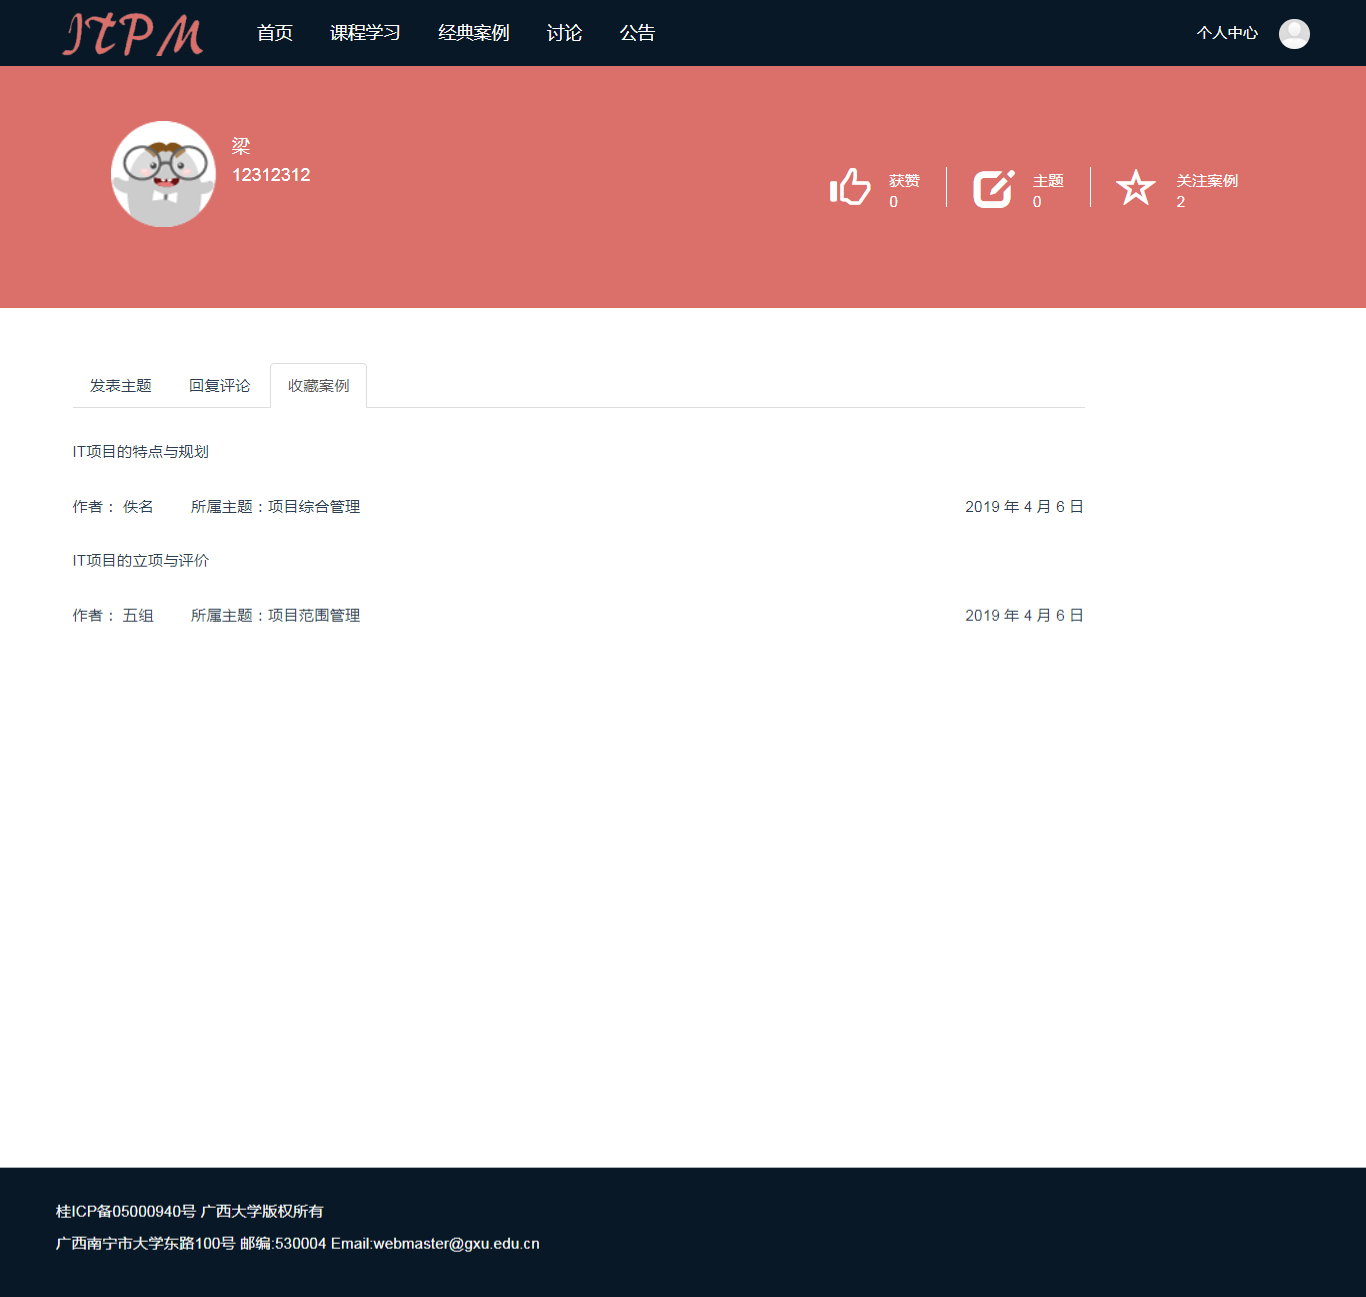 ITPM 首页 课程学习 经典案例 讨论 公告 个人中心
梁
12312312
获赞 主题 关注案例
0 0 2
发表主题 回复评论 收藏案例
IT项目的特点与规划
作者： 佚名 所属主题：项目综合管理 2019 年 4 月 6 日
IT项目的立项与评价
作者： 五组 所属主题：项目范围管理 2019 年 4 月 6 日
桂ICP备05000940号 广西大学版权所有
广西南宁市大学东路100号 邮编:530004 Email:webmaster@gxu.edu.cn